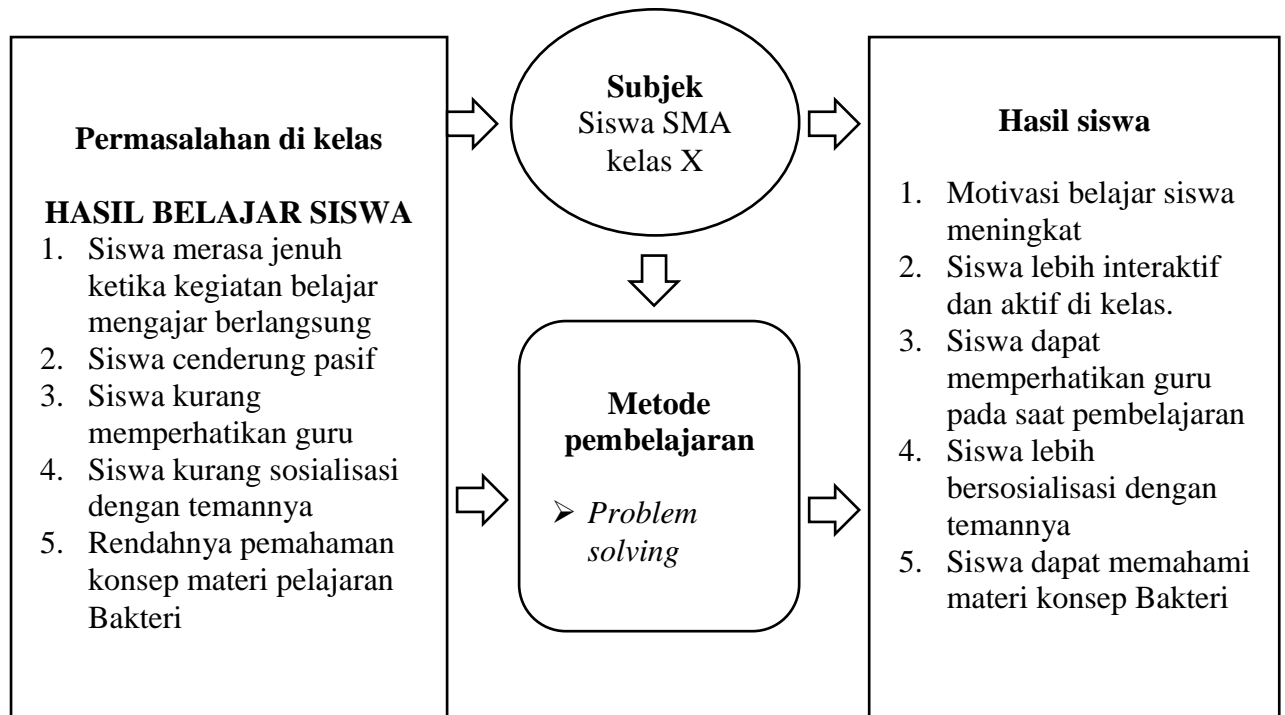 Permasalahan di kelas
HASIL BELAJAR SISWA
1. Siswa merasa jenuh
ketika kegiatan belajar
mengajar berlangsung
2. Siswa cenderung pasif
3. Siswa kurang
memperhatikan guru
4. Siswa kurang sosialisasi
dengan temannya
5. Rendahnya pemahaman
konsep materi pelajaran
Bakteri
Subjek
Siswa SMA
kelas X
Metode
pembelajaran
➢ Problem
solving
Hasil siswa
1. Motivasi belajar siswa
meningkat
2. Siswa lebih interaktif
dan aktif di kelas.
3. Siswa dapat
memperhatikan guru
pada saat pembelajaran
4. Siswa lebih
bersosialisasi dengan
temannya
5. Siswa dapat memahami
materi konsep Bakteri